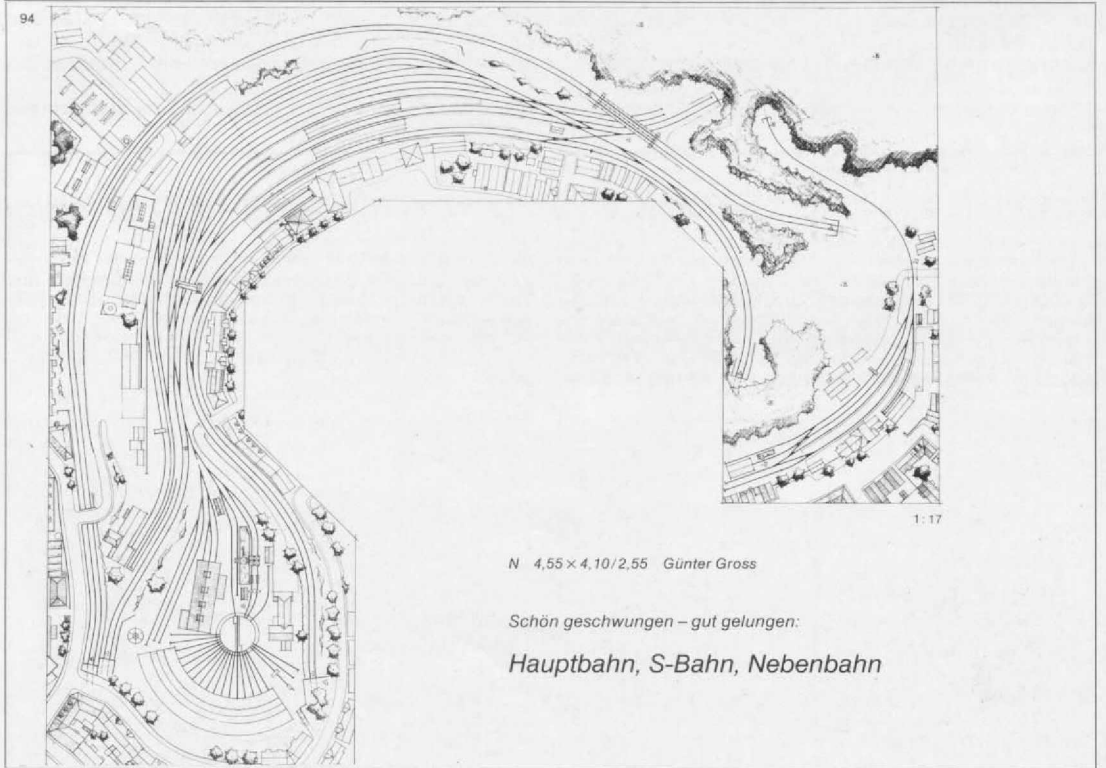 94
1:17
N 4,55 × 4,10/2,55 Günter Gross
Schön geschwungen – gut gelungen:
Hauptbahn, S-Bahn, Nebenbahn